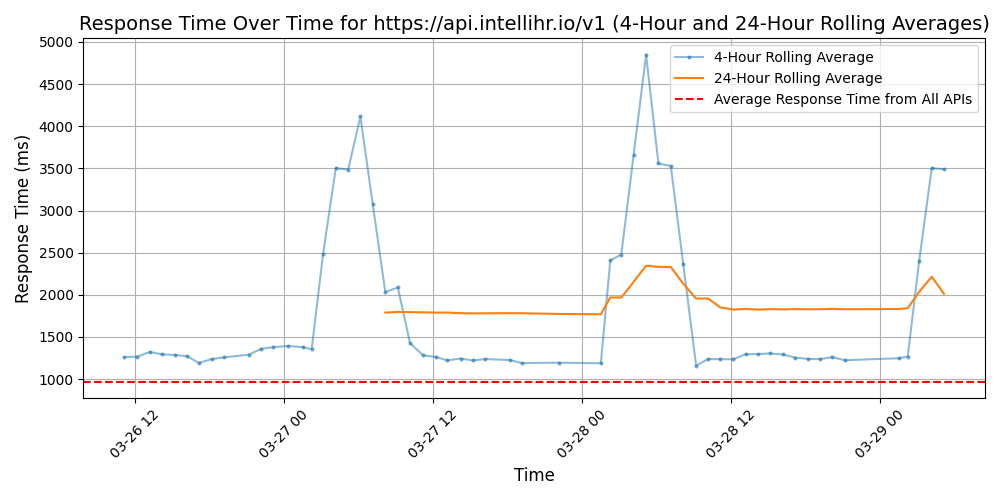 Response Time Over Time for https://api.intellihr.io/v1 (4-Hour and 24-Hour Rolling Averages)
4-Hour Rolling Average
24-Hour Rolling Average
Average Response Time from All APIs
Response Time (ms)
5000
4500
4000
3500
3000
2500
2000
1500
1000
03-26 12
03-27 00
03-27 12
03-28 00
03-28 12
03-29 00
Time